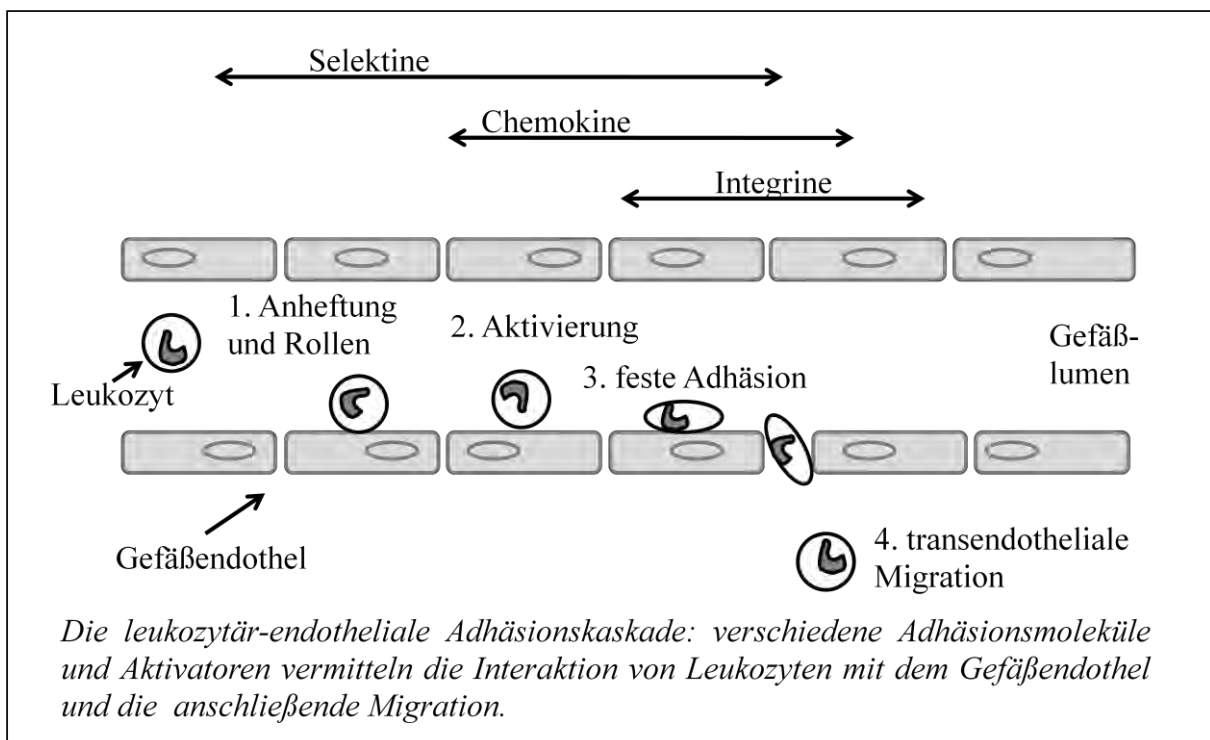 Selektine
Chemokine
Integrine
1. Anheftung
und Rollen
2. Aktivierung
3. feste Adhäsion
Gefäß-
lumen
Leukozyt
Gefäßendothel
4. transendotheliale
Migration
Die leukozytär-endotheliale Adhäsionskaskade: verschiedene Adhäsionsmoleküle
und Aktivatoren vermitteln die Interaktion von Leukozyten mit dem Gefäßendothel
und die anschließende Migration.